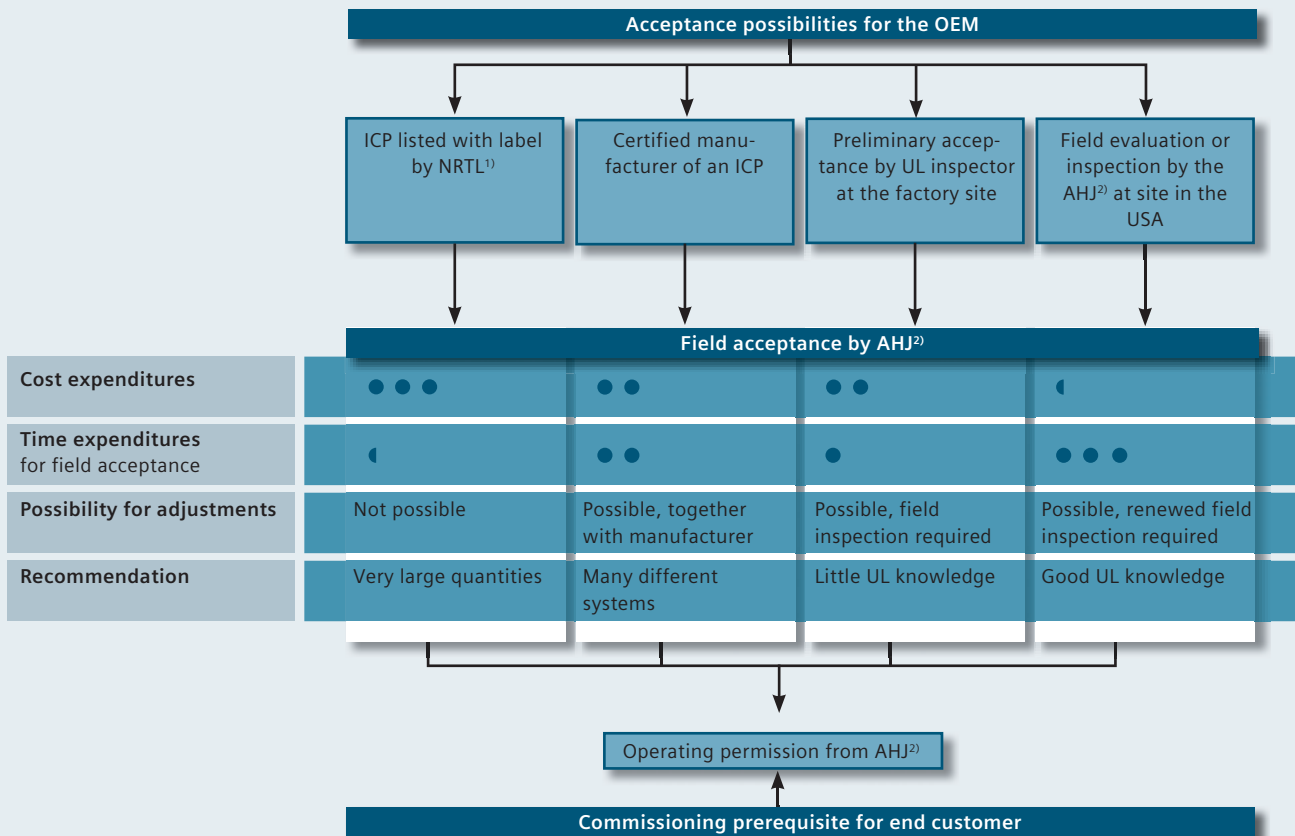 Acceptance possibilities for the OEM
ICP listed with label
by NRTL¹⁾
Certified manu-
facturer of an ICP
Preliminary accep-
tance by UL inspector
at the factory site
Field evaluation or
inspection by the
AHJ²⁾ at site in the
USA
Field acceptance by AHJ²⁾
Cost expenditures
Time expenditures
for field acceptance
Possibility for adjustments
Not possible
Possible, together
with manufacturer
Possible, field
inspection required
Possible, renewed field
inspection required
Recommendation
Very large quantities
Many different
systems
Little UL knowledge
Good UL knowledge
Operating permission from AHJ²⁾
Commissioning prerequisite for end customer